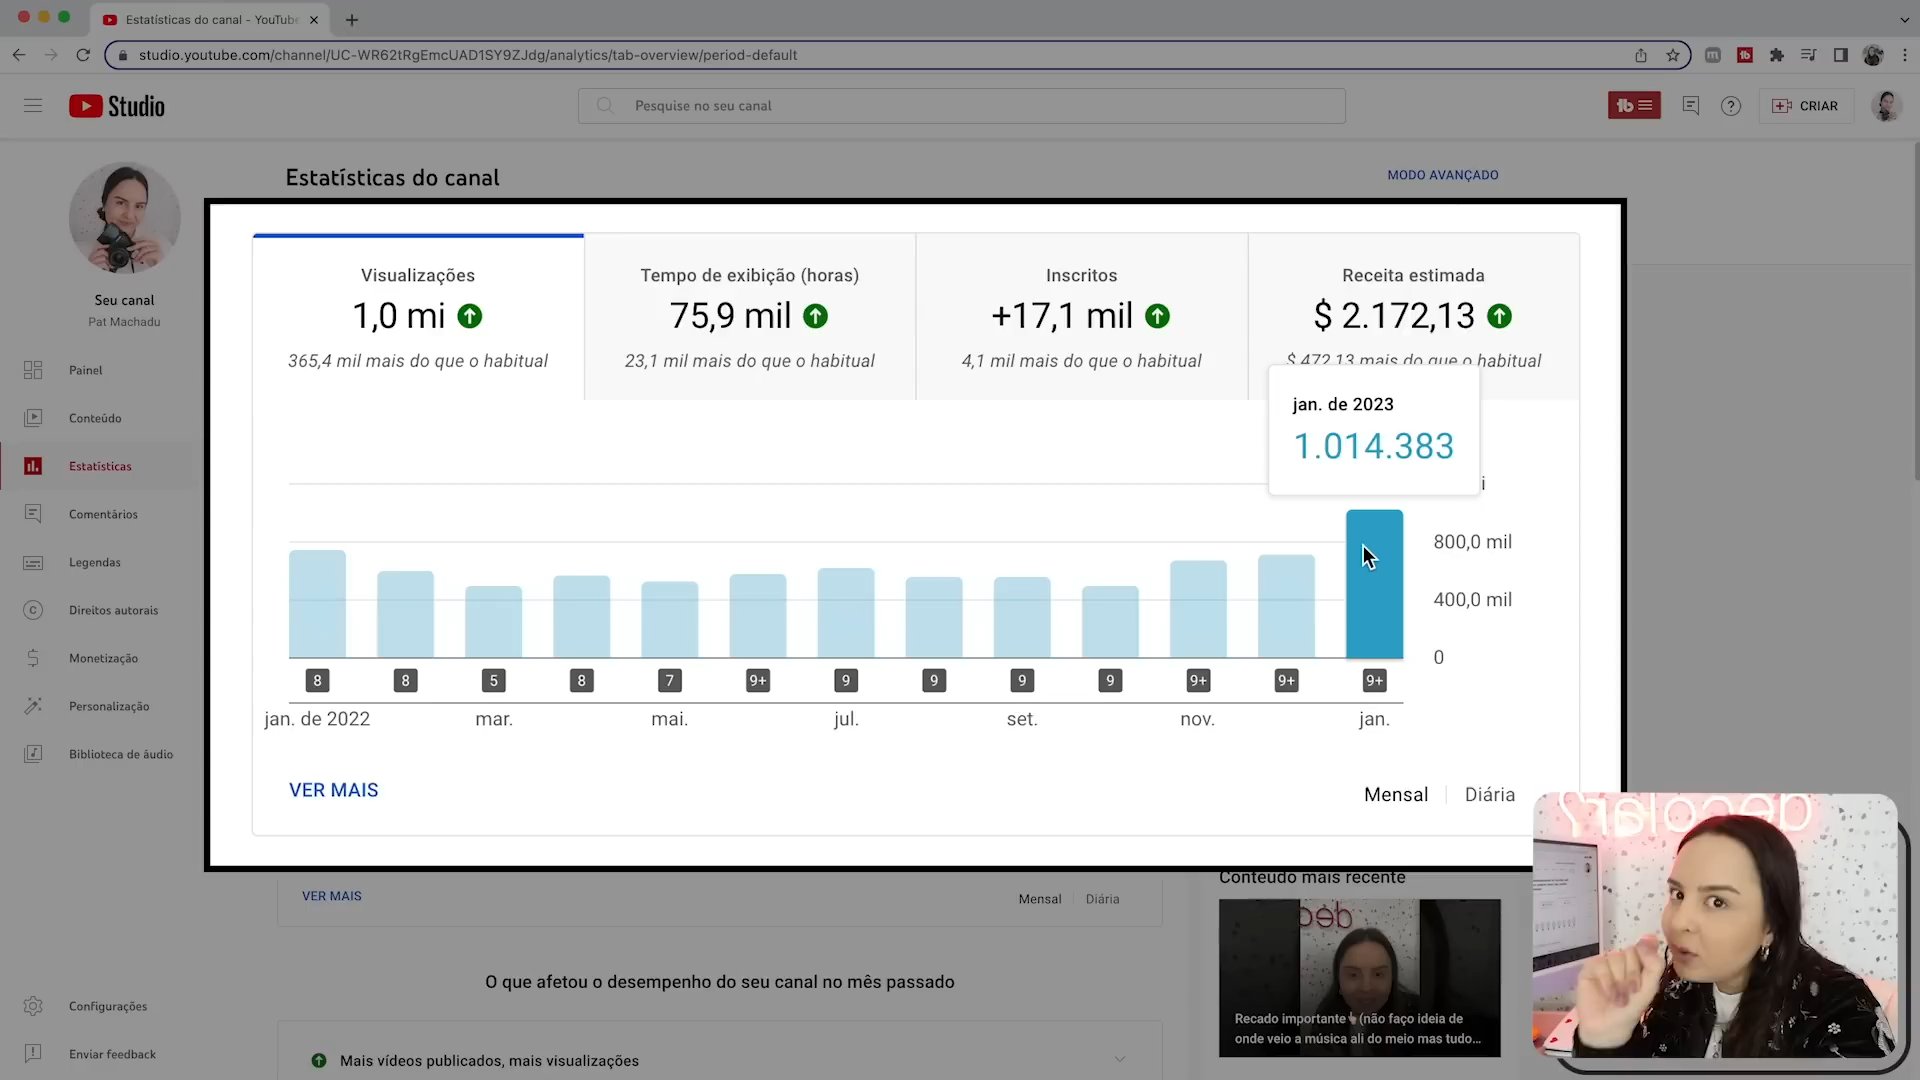 Estatísticas do canal - YouTube
studio.youtube.com/channel/UC-WR62tRgEmcUAD1SY9ZJdg/analytics/tab-overview/period-default
Studio
Pesquise no seu canal
CRIAR
Estatísticas do canal
MODO AVANÇADO
Seu canal
Pat Machadu
Painel
Conteúdo
Estatísticas
Comentários
Legendas
Direitos autorais
Monetização
Personalização
Biblioteca de áudio
Configurações
Enviar feedback
Visualizações
1,0 mi
365,4 mil mais do que o habitual
Tempo de exibição (horas)
75,9 mil
23,1 mil mais do que o habitual
Inscritos
+17,1 mil
4,1 mil mais do que o habitual
Receita estimada
$ 2.172,13
$ 472,13 mais do que o habitual
jan. de 2023
1.014.383
800,0 mil
400,0 mil
0
8 8 5 8 7 9+ 9 9 9 9 9+ 9+ 9+
jan. de 2022 mar. mai. jul. set. nov. jan.
VER MAIS
Mensal Diária
VER MAIS
Mensal Diária
O que afetou o desempenho do seu canal no mês passado
Mais vídeos publicados, mais visualizações
Conteúdo mais recente
Recado importante (não faço ideia de
onde veio a música ali do meio mas tudo...
decolar?